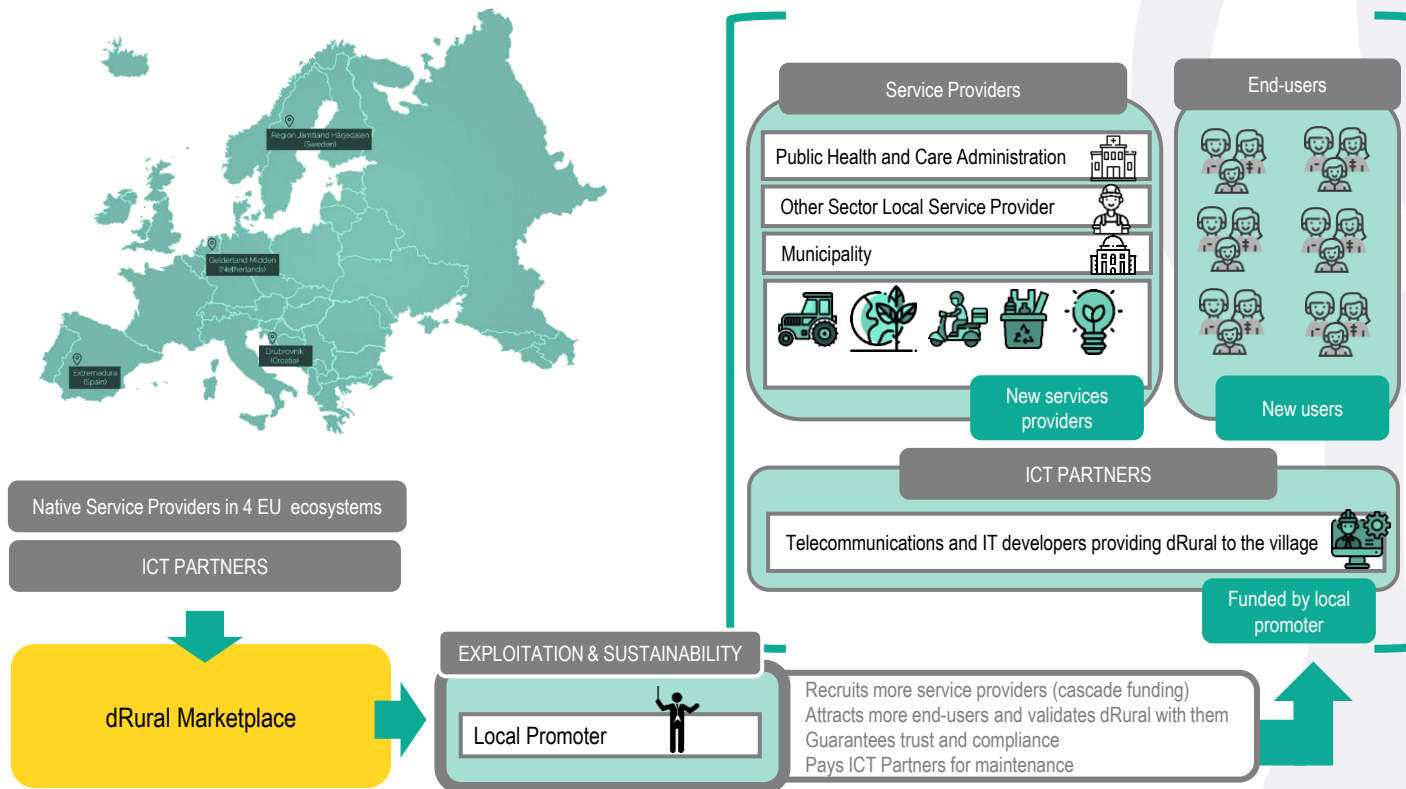 Region Jämtland Härjedalen
(Sweden)
Gelderland Midden
(Netherlands)
Drubrovnik
(Croatia)
Extremadura
(Spain)
Native Service Providers in 4 EU ecosystems
ICT PARTNERS
dRural Marketplace
EXPLOITATION & SUSTAINABILITY
Local Promoter
Recruits more service providers (cascade funding)
Attracts more end-users and validates dRural with them
Guarantees trust and compliance
Pays ICT Partners for maintenance
Service Providers
Public Health and Care Administration
Other Sector Local Service Provider
Municipality
New services
providers
End-users
New users
ICT PARTNERS
Telecommunications and IT developers providing dRural to the village
Funded by local
promoter